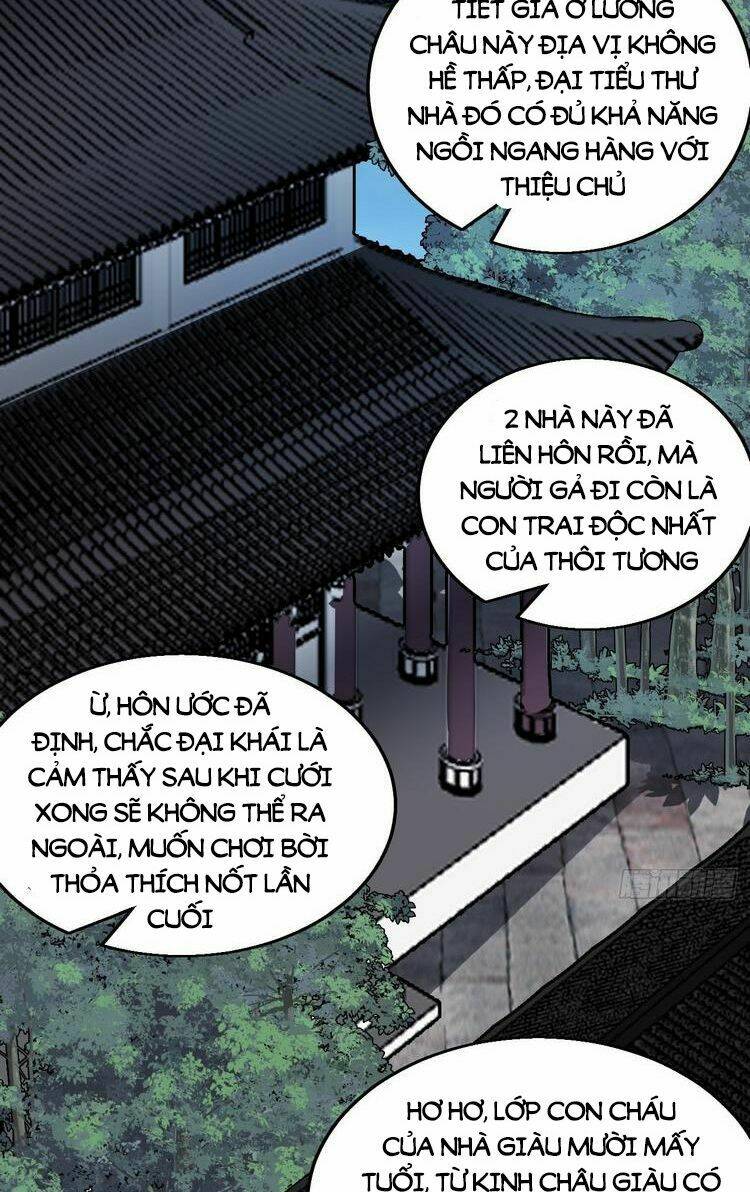 TIẾT GIA Ở LƯƠNG
CHÂU NÀY ĐỊA VỊ KHÔNG
HỀ THẤP, ĐẠI TIỂU THƯ
NHÀ ĐÓ CÓ ĐỦ KHẢ NĂNG
NGỒI NGANG HÀNG VỚI
THIỆU CHỦ
2 NHÀ NÀY ĐÃ
LIÊN HÔN RỒI, MÀ
NGƯỜI GẢ ĐI CÒN LÀ
CON TRAI ĐỘC NHẤT
CỦA THÔI TƯƠNG
Ừ, HÔN ƯỚC ĐÃ
ĐỊNH, CHẮC ĐẠI KHÁI LÀ
CẢM THẤY SAU KHI CƯỚI
XONG SẼ KHÔNG THỂ RA
NGOÀI, MUỐN CHƠI BỜI
THỎA THÍCH NỐT LẦN
CUỐI
HƠ HƠ, LỚP CON CHÁU
CỦA NHÀ GIÀU MƯỜI MẤY
TUỔI, TỪ KINH CHÂU GIÀU CÓ